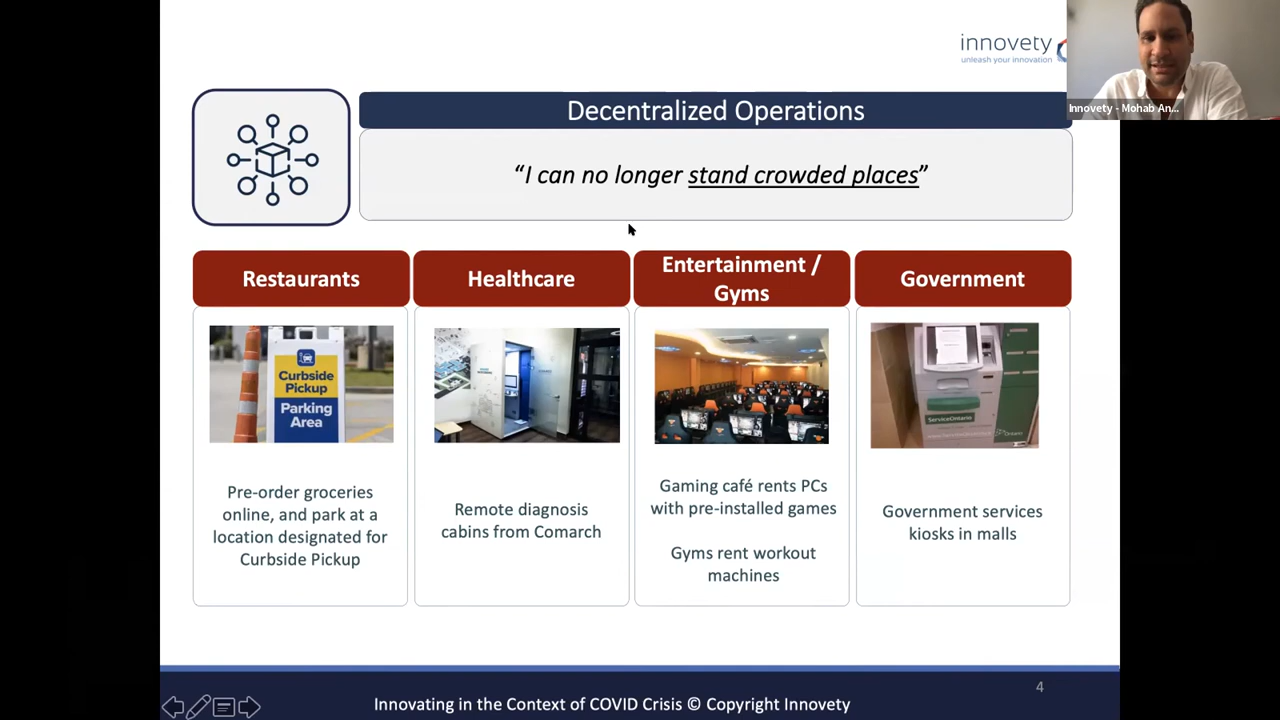 innovety
unleash your innovation
Innovety - Mohab An...
Decentralized Operations
“I can no longer stand crowded places”
Restaurants
Healthcare
Entertainment /
Gyms
Government
Curbside
Pickup
Parking
Area
ServiceOntario
Ontario
Pre-order groceries
online, and park at a
location designated for
Curbside Pickup
Remote diagnosis
cabins from Comarch
Gaming café rents PCs
with pre-installed games
Gyms rent workout
machines
Government services
kiosks in malls
4
Innovating in the Context of COVID Crisis © Copyright Innovety